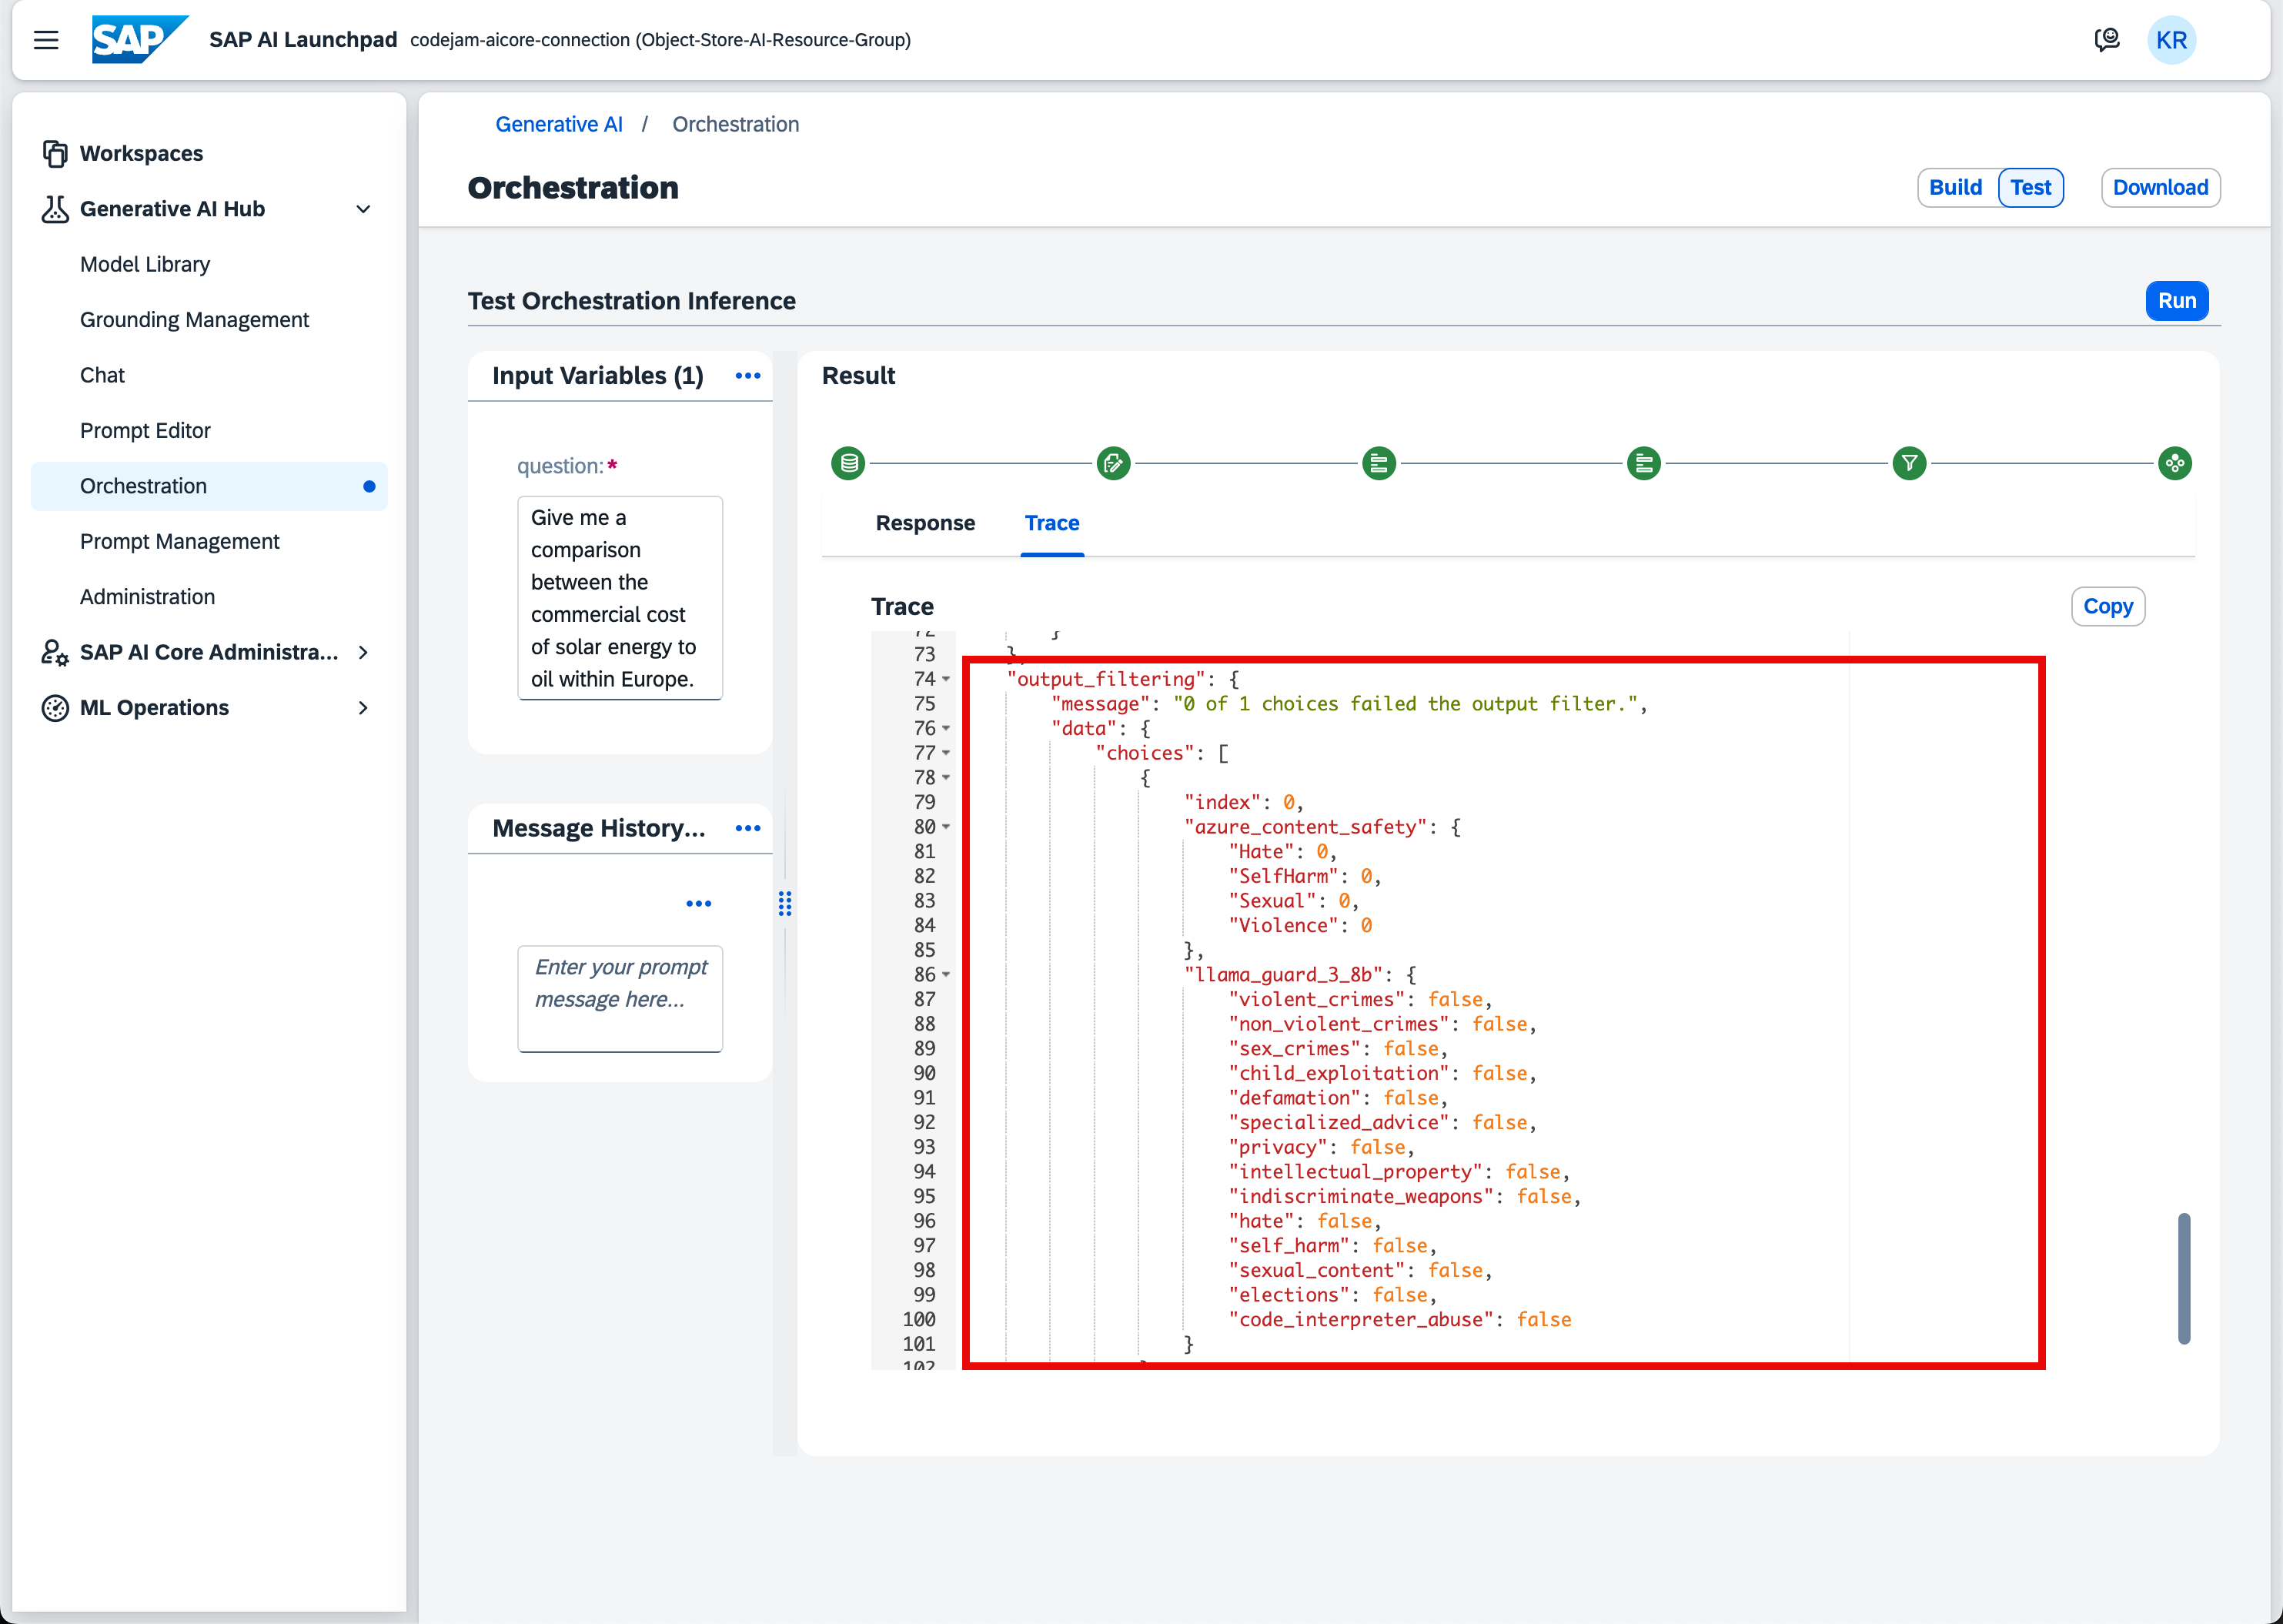 SAP
SAP AI Launchpad codejam-aicore-connection (Object-Store-AI-Resource-Group)
KR
Workspaces
Generative AI Hub
Model Library
Grounding Management
Chat
Prompt Editor
Orchestration
Prompt Management
Administration
SAP AI Core Administra...
ML Operations
Generative AI / Orchestration
Orchestration
Build
Test
Download
Test Orchestration Inference
Run
Input Variables (1)
question:*
Give me a
comparison
between the
commercial cost
of solar energy to
oil within Europe.
Message History...
Enter your prompt
message here...
Result
Response
Trace
Trace
Copy
72 }
73 },
74 "output_filtering": {
75 "message": "0 of 1 choices failed the output filter.",
76 "data": {
77 "choices": [
78 {
79 "index": 0,
80 "azure_content_safety": {
81 "Hate": 0,
82 "SelfHarm": 0,
83 "Sexual": 0,
84 "Violence": 0
85 },
86 "llama_guard_3_8b": {
87 "violent_crimes": false,
88 "non_violent_crimes": false,
89 "sex_crimes": false,
90 "child_exploitation": false,
91 "defamation": false,
92 "specialized_advice": false,
93 "privacy": false,
94 "intellectual_property": false,
95 "indiscriminate_weapons": false,
96 "hate": false,
97 "self_harm": false,
98 "sexual_content": false,
99 "elections": false,
100 "code_interpreter_abuse": false
101 }
102